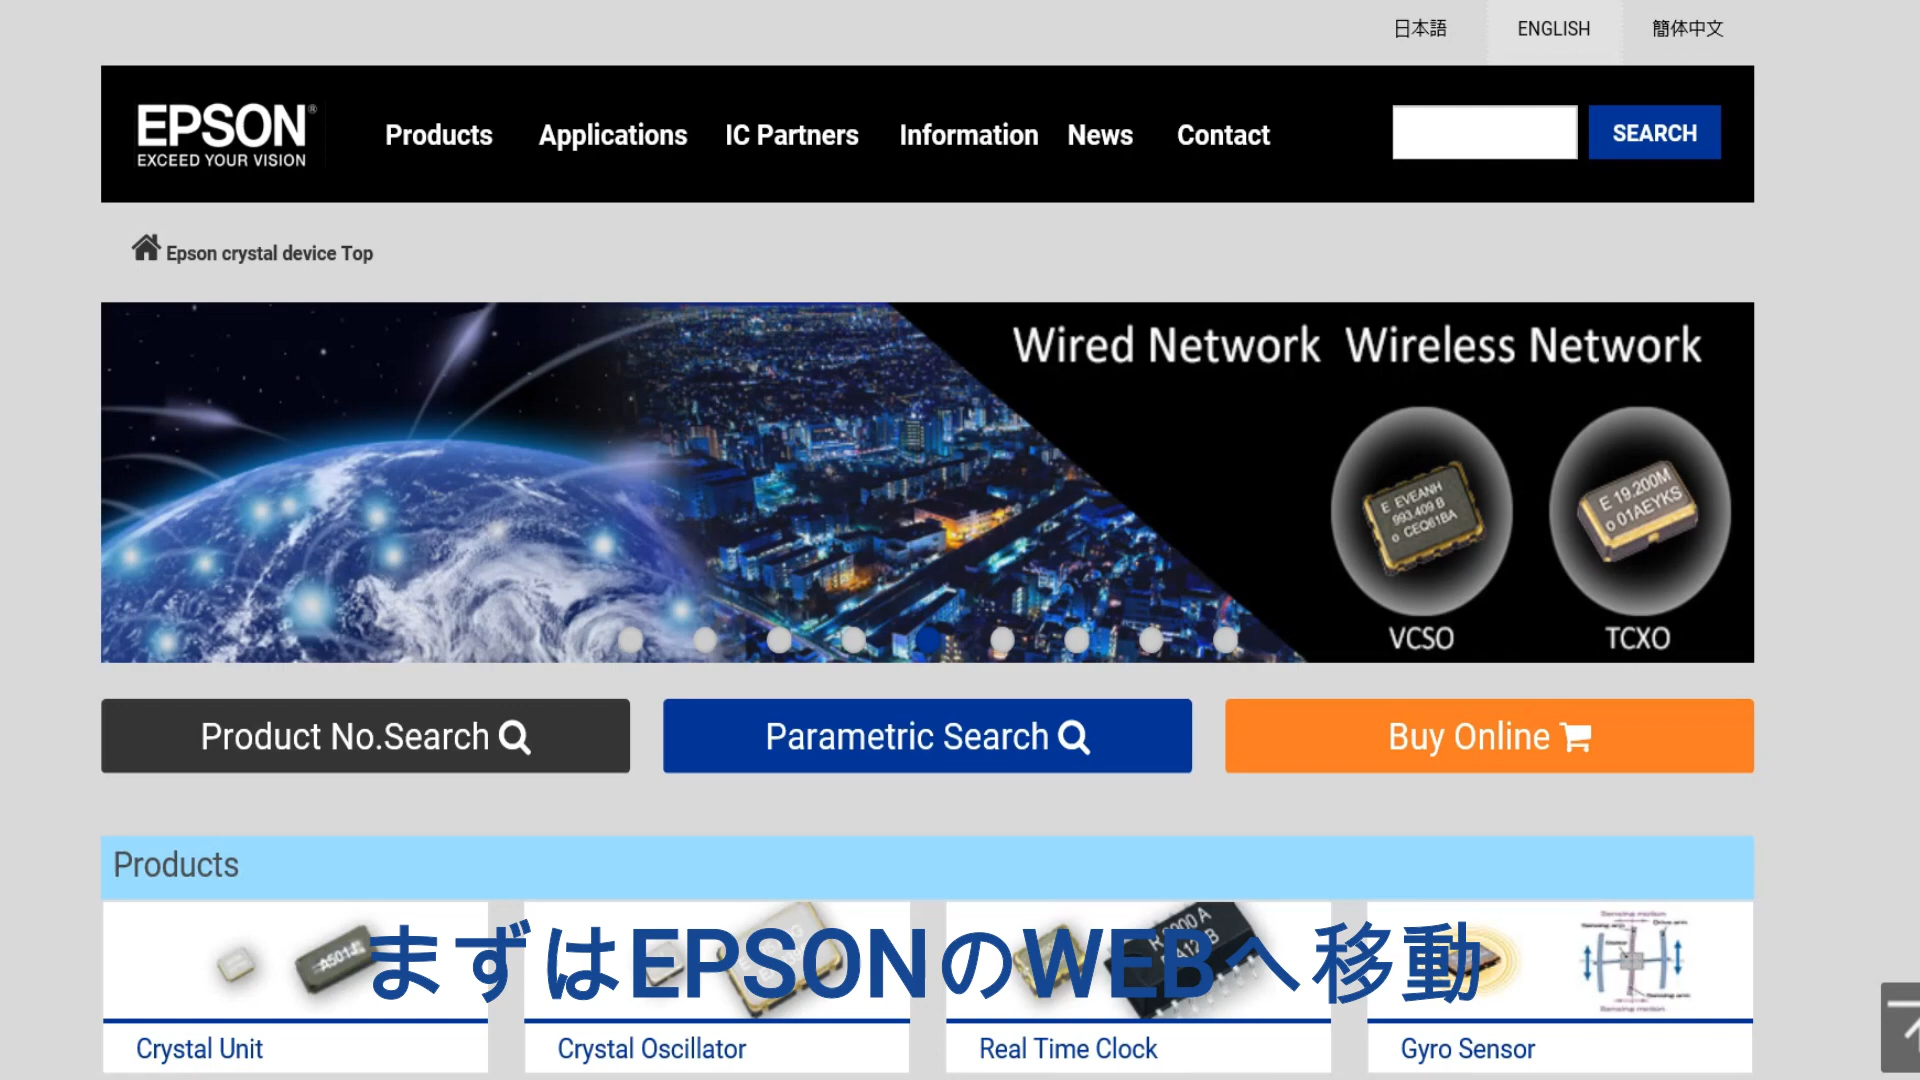 日本語 ENGLISH 簡体中文
EPSON®
EXCEED YOUR VISION
Products Applications IC Partners Information News Contact SEARCH
Epson crystal device Top
Wired Network Wireless Network
E EVEANH
993.409 B
o CEQ61BA
E 19.200M
o 01AEYKS
VCSO TCXO
Product No.Search Parametric Search Buy Online
Products
まずはEPSONのWEBへ移動
Crystal Unit Crystal Oscillator Real Time Clock Gyro Sensor